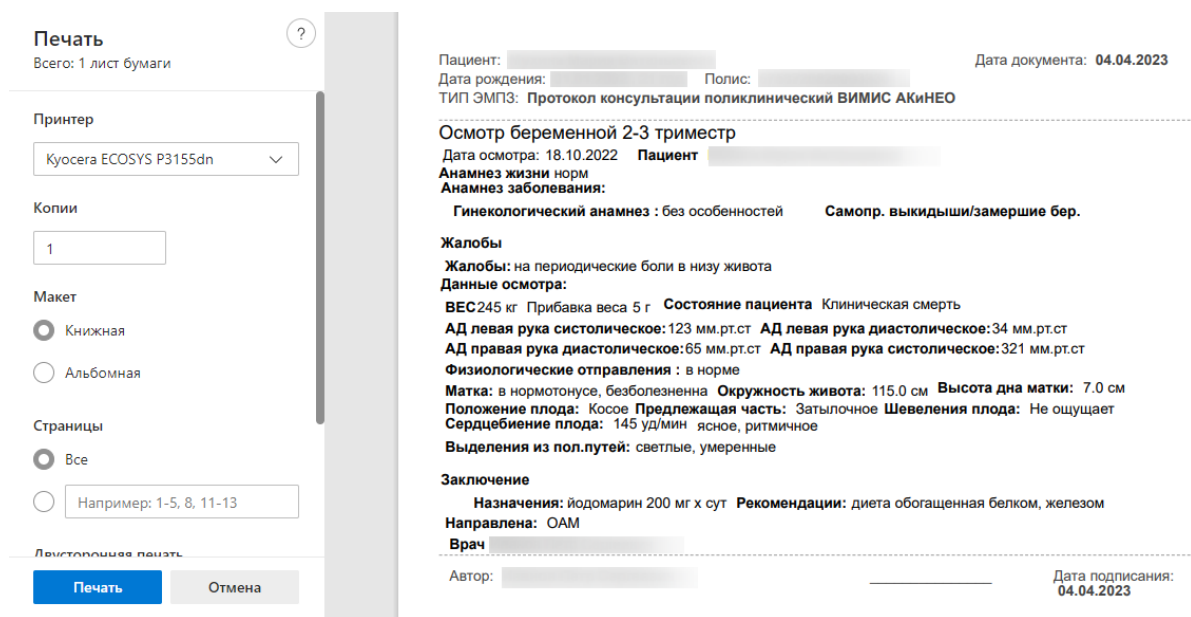 Печать
?
Всего: 1 лист бумаги
Принтер
Kyocera ECOSYS P3155dn
Копии
1
Макет
Книжная
Альбомная
Страницы
Все
Например: 1-5, 8, 11-13
Двусторонняя печать
Печать Отмена
Пациент: Дата документа: 04.04.2023
Дата рождения: Полис:
ТИП ЭМПЗ: Протокол консультации поликлинический ВИМИС АКиНЕО
Осмотр беременной 2-3 триместр
Дата осмотра: 18.10.2022 Пациент
Анамнез жизни норм
Анамнез заболевания:
Гинекологический анамнез : без особенностей Самопр. выкидыши/замершие бер.
Жалобы
Жалобы: на периодические боли в низу живота
Данные осмотра:
ВЕС245 кг Прибавка веса 5 г Состояние пациента Клиническая смерть
АД левая рука систолическое:123 мм.рт.ст АД левая рука диастолическое:34 мм.рт.ст
АД правая рука диастолическое:65 мм.рт.ст АД правая рука систолическое:321 мм.рт.ст
Физиологические отправления : в норме
Матка: в нормотонусе, безболезненна Окружность живота: 115.0 см Высота дна матки: 7.0 см
Положение плода: Косое Предлежащая часть: Затылочное Шевеления плода: Не ощущает
Сердцебиение плода: 145 уд/мин ясное, ритмичное
Выделения из пол.путей: светлые, умеренные
Заключение
Назначения: йодомарин 200 мг х сут Рекомендации: диета обогащенная белком, железом
Направлена: ОАМ
Врач
Автор: Дата подписания:
04.04.2023